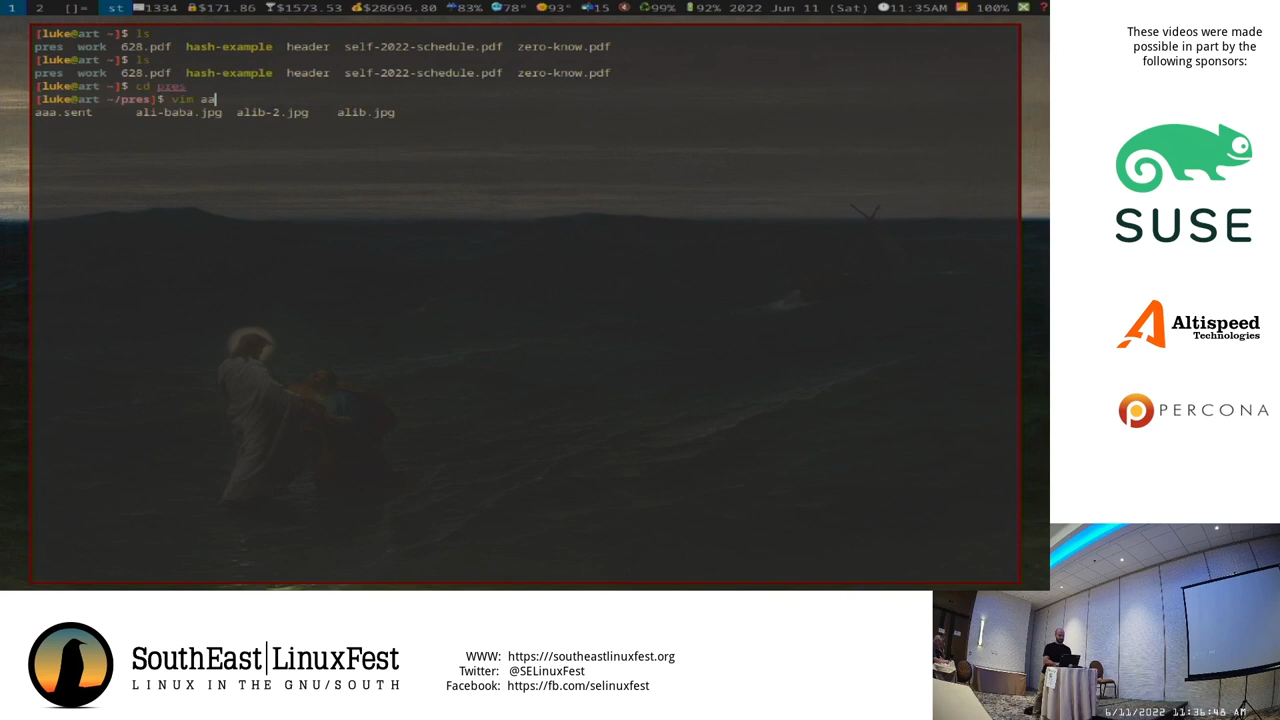 1 2 []= st 1334 $171.86 $1573.53 $28696.80 83% 78° 93° 15 99% 92% 2022 Jun 11 (Sat) 11:35AM 100% ?
[luke@art ~]$ ls
pres work 628.pdf hash-example header self-2022-schedule.pdf zero-know.pdf
[luke@art ~]$ ls
pres work 628.pdf hash-example header self-2022-schedule.pdf zero-know.pdf
[luke@art ~]$ cd pres
[luke@art ~/pres]$ vim aa
aaa.sent ali-baba.jpg alib-2.jpg alib.jpg
These videos were made
possible in part by the
following sponsors:
SUSE
Altispeed
Technologies
PERCONA
SouthEast|LinuxFest
LINUX IN THE GNU/SOUTH
WWW: https:///southeastlinuxfest.org
Twitter: @SELinuxFest
Facebook: https://fb.com/selinuxfest
6/11/2022 11:36:48 AM